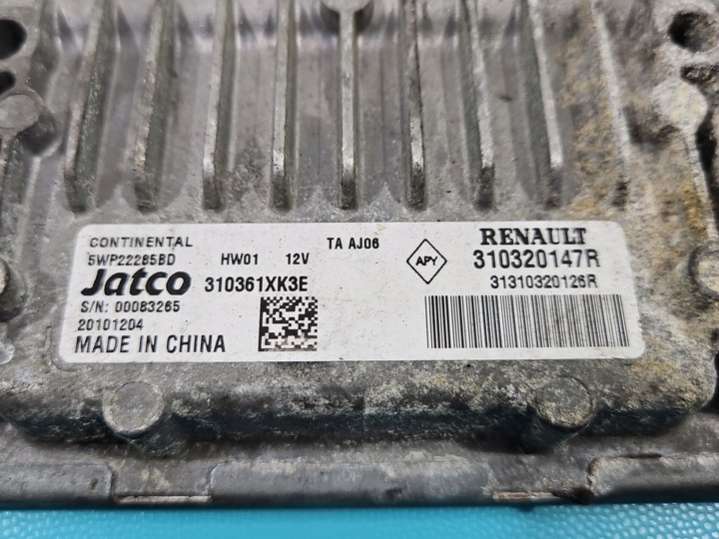 CONTINENTAL
5WP22285BD HW01 12V TA AJ06
Jatco 310361XK3E
S/N: 00083265
20101204
MADE IN CHINA
APY
RENAULT
310320147R
31310320126R